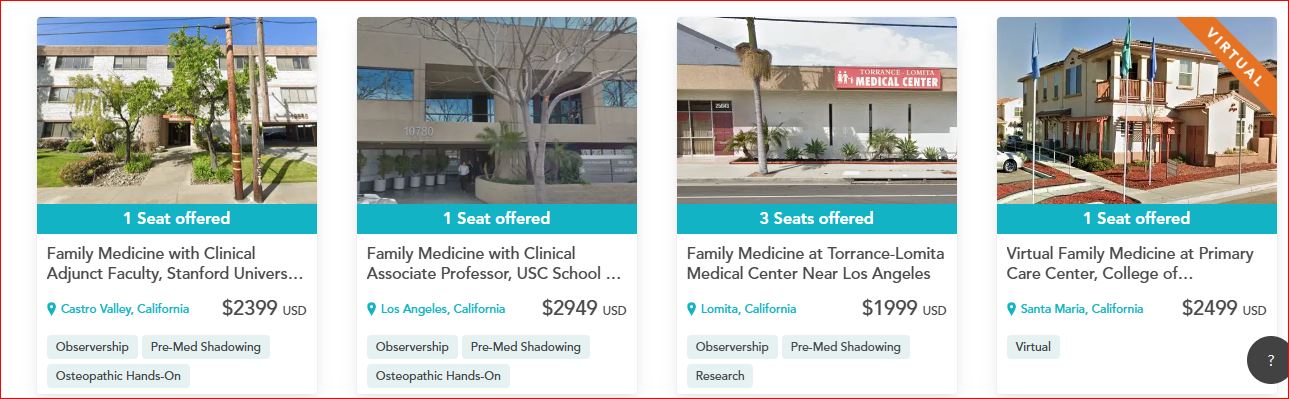 TORRANCE - LOMITA
MEDICAL CENTER
10780
VIRTUAL
1 Seat offered
1 Seat offered
3 Seats offered
1 Seat offered
Family Medicine with Clinical
Adjunct Faculty, Stanford Univers...
Castro Valley, California
$2399 USD
Observership
Pre-Med Shadowing
Osteopathic Hands-On
Family Medicine with Clinical
Associate Professor, USC School ...
Los Angeles, California
$2949 USD
Observership
Pre-Med Shadowing
Osteopathic Hands-On
Family Medicine at Torrance-Lomita
Medical Center Near Los Angeles
Lomita, California
$1999 USD
Observership
Pre-Med Shadowing
Research
Virtual Family Medicine at Primary
Care Center, College of...
Santa Maria, California
$2499 USD
Virtual
?